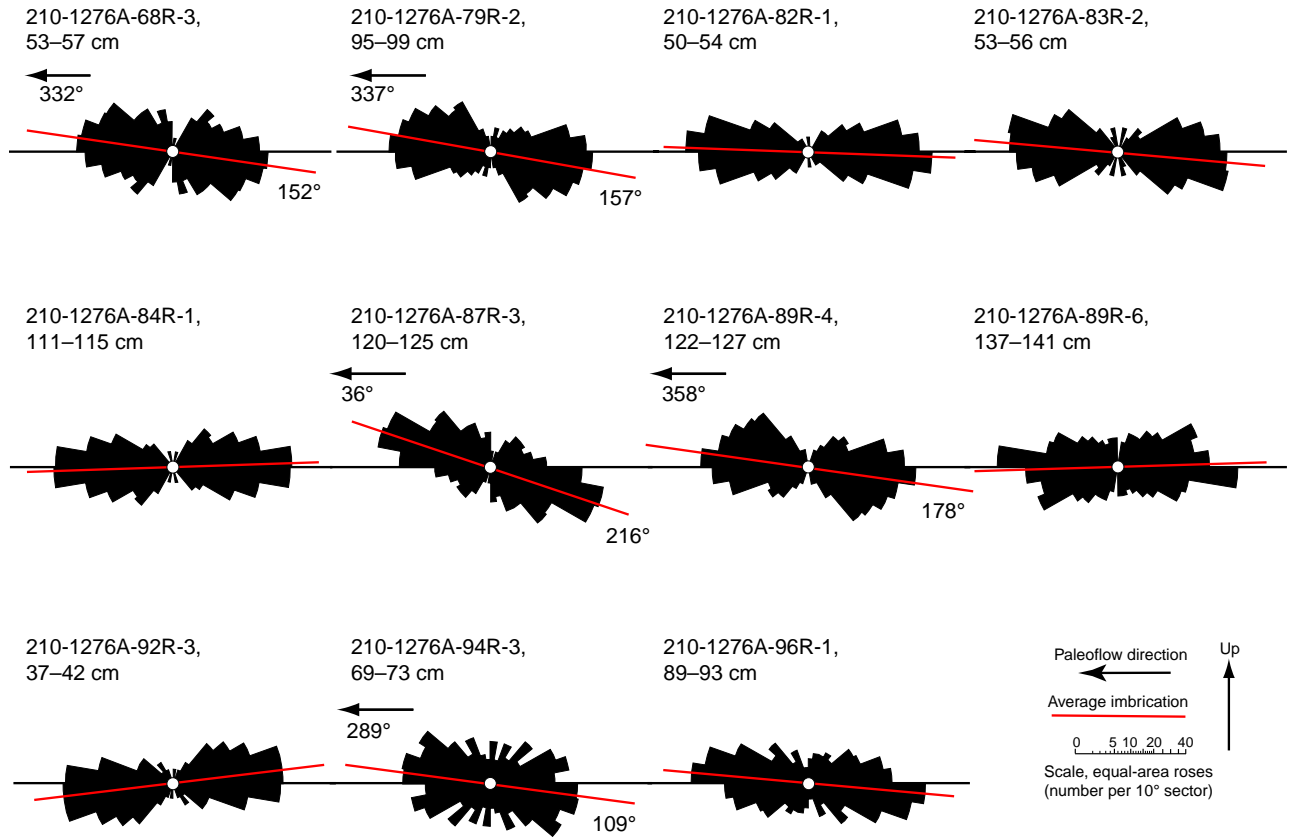 210-1276A-68R-3,
53–57 cm
332°
152°
210-1276A-79R-2,
95–99 cm
337°
157°
210-1276A-82R-1,
50–54 cm
210-1276A-83R-2,
53–56 cm
210-1276A-84R-1,
111–115 cm
210-1276A-87R-3,
120–125 cm
36°
216°
210-1276A-89R-4,
122–127 cm
358°
178°
210-1276A-89R-6,
137–141 cm
210-1276A-92R-3,
37–42 cm
210-1276A-94R-3,
69–73 cm
289°
109°
210-1276A-96R-1,
89–93 cm
Up
Paleoflow direction
Average imbrication
0 5 10 20 40
Scale, equal-area roses
(number per 10° sector)